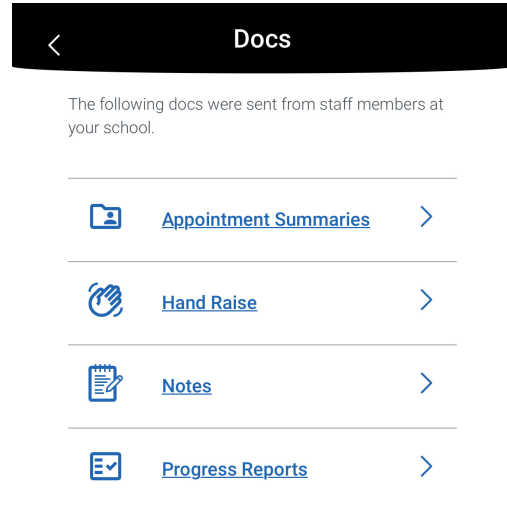 Docs
The following docs were sent from staff members at
your school.
Appointment Summaries
Hand Raise
Notes
Progress Reports